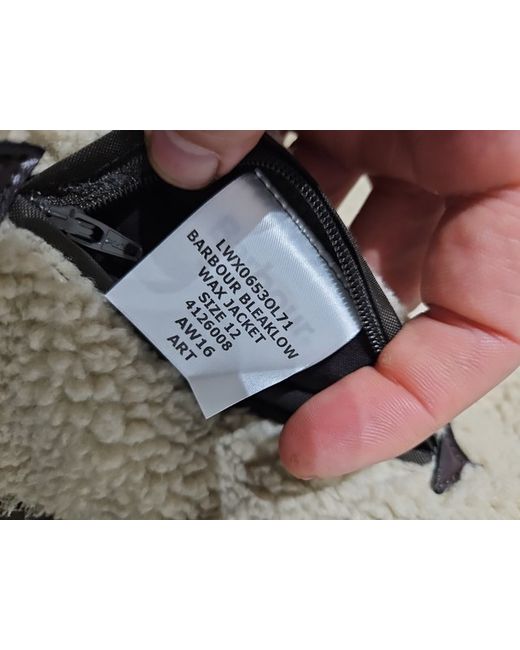 LWX0653OL71
BARBOUR BLEAKLOW
WAX JACKET
SIZE 12
4126008
AW16
ART